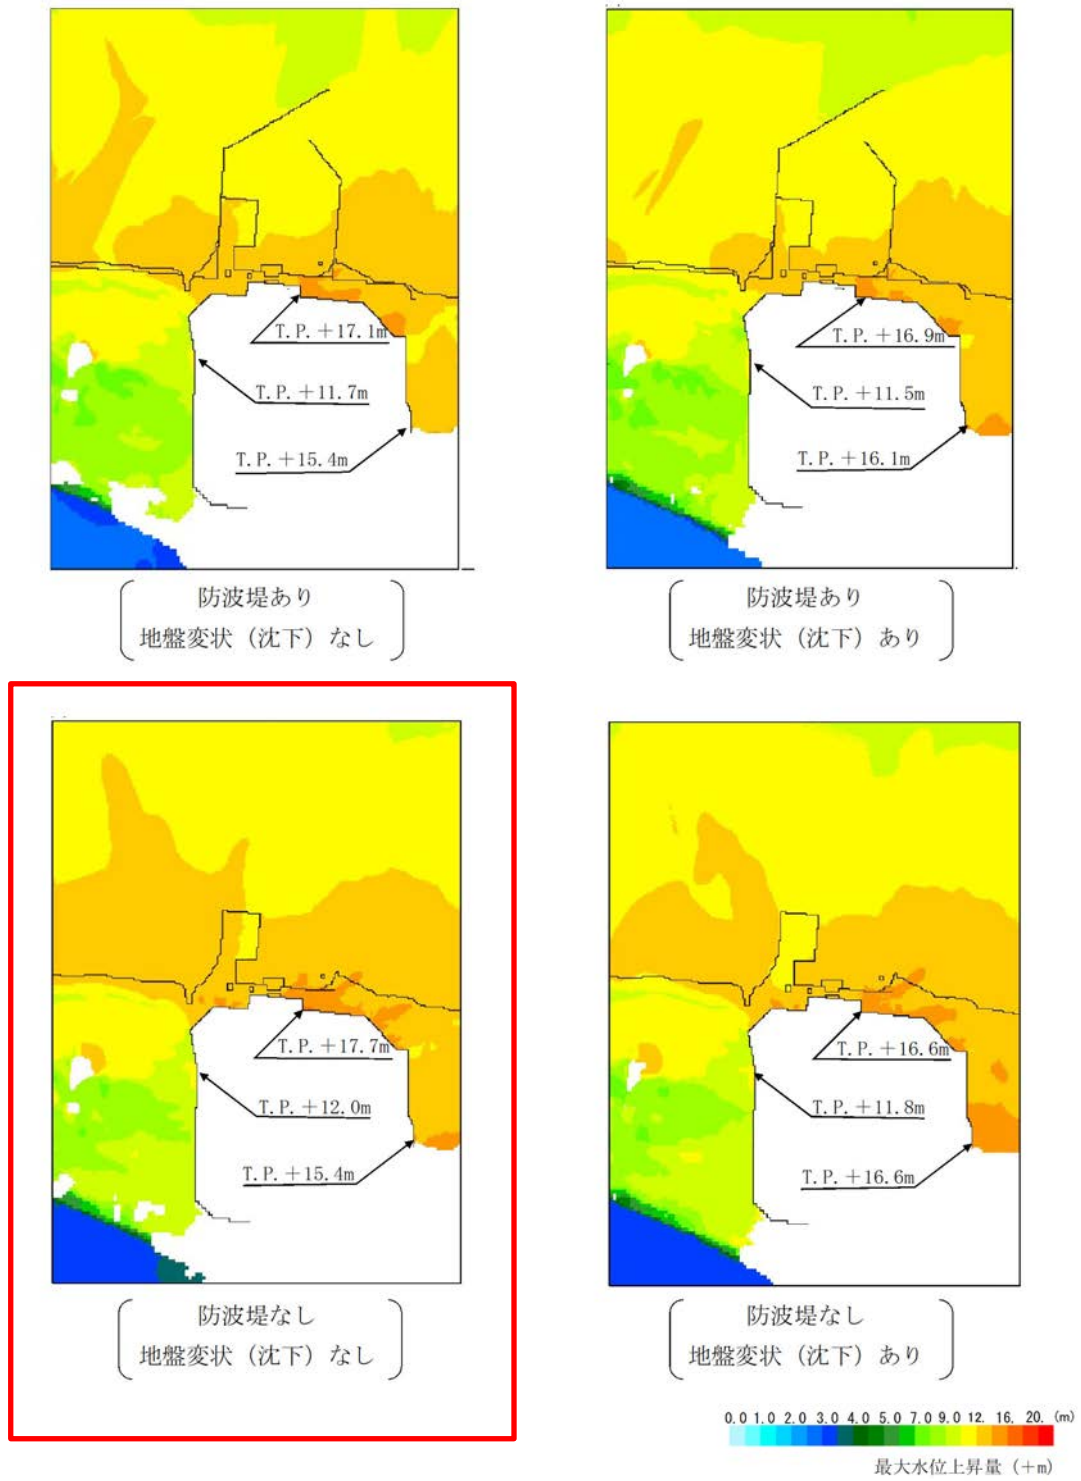 T.P.+17.1m
T.P.+11.7m
T.P.+15.4m
防波堤あり
地盤変状（沈下）なし
T.P.+16.9m
T.P.+11.5m
T.P.+16.1m
防波堤あり
地盤変状（沈下）あり
T.P.+17.7m
T.P.+12.0m
T.P.+15.4m
防波堤なし
地盤変状（沈下）なし
T.P.+16.6m
T.P.+11.8m
T.P.+16.6m
防波堤なし
地盤変状（沈下）あり
0.0 1.0 2.0 3.0 4.0 5.0 7.0 9.0 12. 16. 20. (m)
最大水位上昇量（+m）